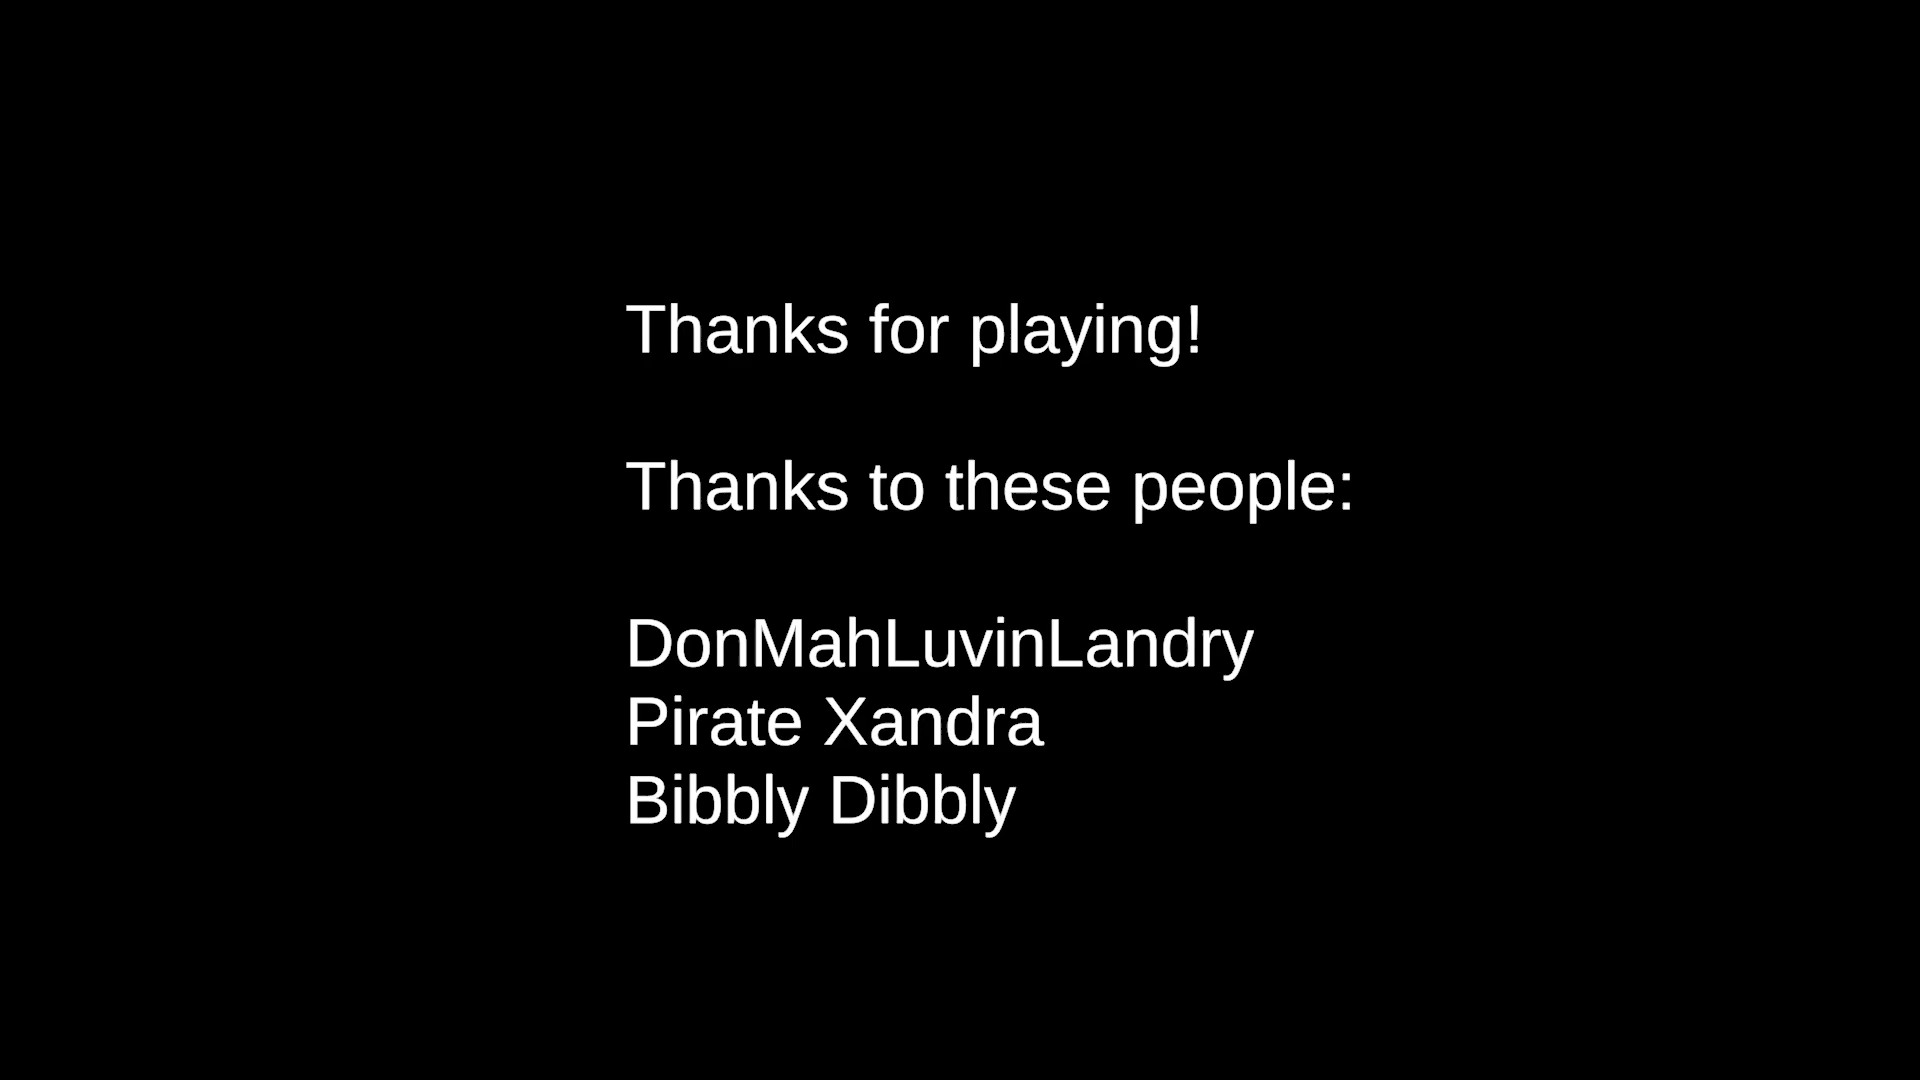 Thanks for playing!
Thanks to these people:
DonMahLuvinLandry
Pirate Xandra
Bibbly Dibbly